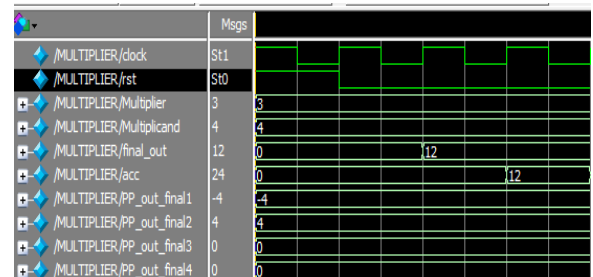 Msgs
/MULTIPLIER/clock St1
/MULTIPLIER/rst St0
/MULTIPLIER/Multiplier 3 3
/MULTIPLIER/Multiplicand 4 4
/MULTIPLIER/final_out 12 0 12
/MULTIPLIER/acc 24 0 12
/MULTIPLIER/PP_out_final1 -4 -4
/MULTIPLIER/PP_out_final2 4 4
/MULTIPLIER/PP_out_final3 0 0
/MULTIPLIER/PP_out_final4 0 0